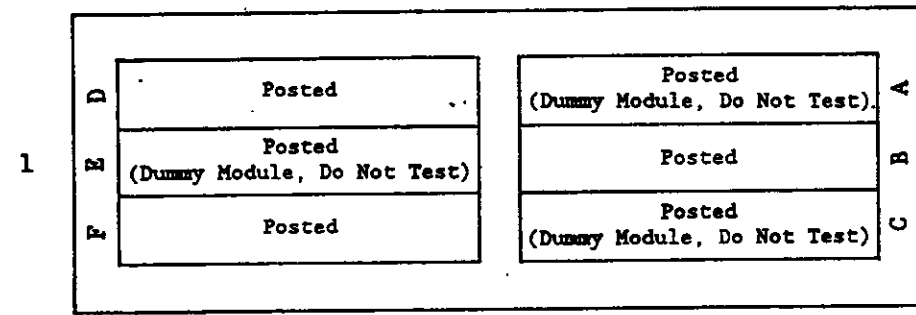 1
D
Posted
E
Posted
(Dummy Module, Do Not Test)
F
Posted
Posted
(Dummy Module, Do Not Test)
A
Posted
B
Posted
(Dummy Module, Do Not Test)
C